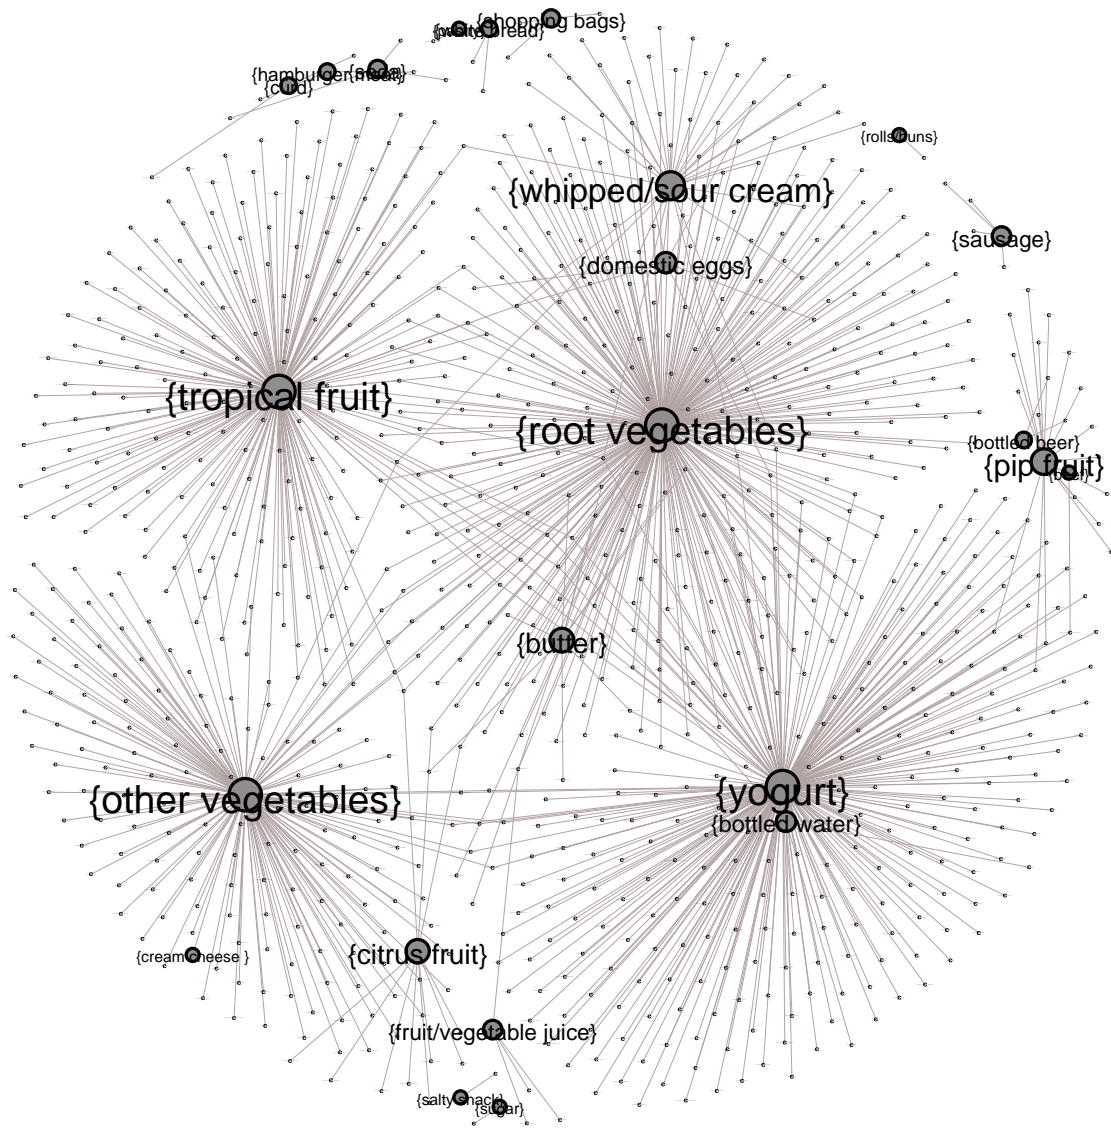 {shopping bags}
{white bread}
{soda}
{hamburger meat}
{curd}
{rolls/buns}
{whipped/sour cream}
{sausage}
{domestic eggs}
{tropical fruit}
{root vegetables}
{bottled beer}
{pip fruit}
{beef}
{butter}
{other vegetables}
{yogurt}
{bottled water}
{cream cheese }
{citrus fruit}
{fruit/vegetable juice}
{salty snack}
{sugar}